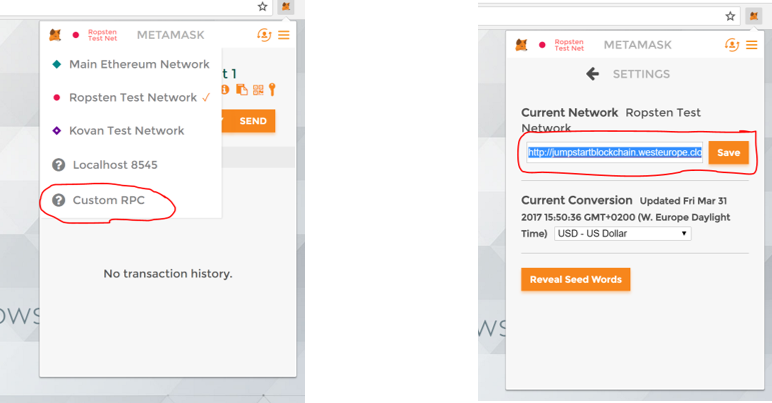 Ropsten
Test Net
METAMASK
Main Ethereum Network
t 1
Ropsten Test Network ✓
SEND
Kovan Test Network
Localhost 8545
Custom RPC
No transaction history.
Ropsten
Test Net
METAMASK
SETTINGS
Current Network Ropsten Test
Network
http://jumpstartblockchain.westeurope.clo
Save
Current Conversion Updated Fri Mar 31
2017 15:50:36 GMT+0200 (W. Europe Daylight
Time) USD - US Dollar
Reveal Seed Words